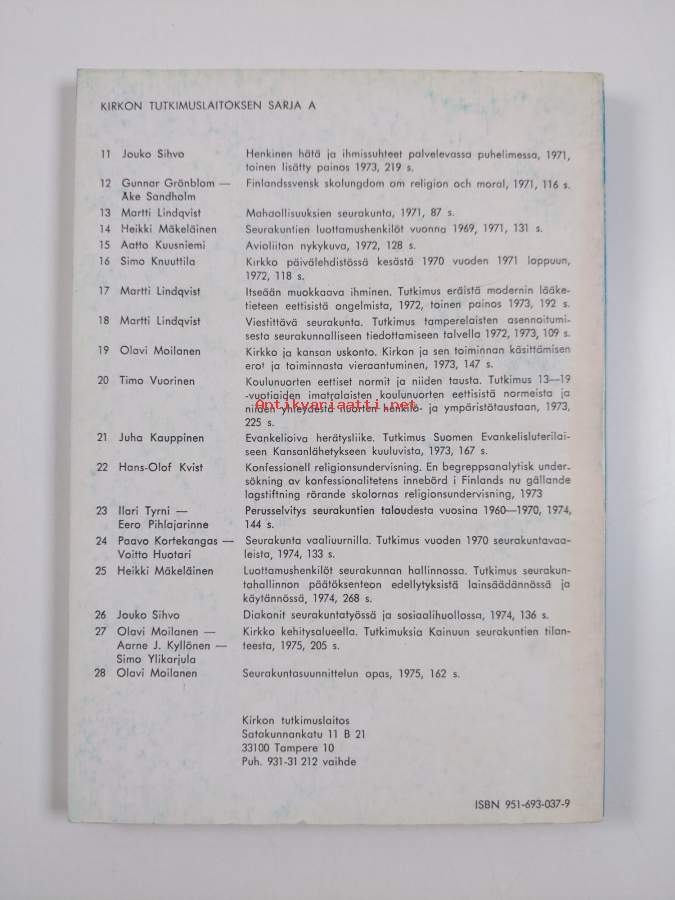 KIRKON TUTKIMUSLAITOKSEN SARJA A
11 Jouko Sihvo Henkinen hätä ja ihmissuhteet palvelevassa puhelimessa, 1971,
toinen lisätty painos 1973, 219 s.
12 Gunnar Grönblom — Finlandssvensk skolungdom om religion och moral, 1971, 116 s.
Åke Sandholm
13 Martti Lindqvist Mahdollisuuksien seurakunta, 1971, 87 s.
14 Heikki Mäkeläinen Seurakuntien luottamushenkilöt vuonna 1969, 1971, 131 s.
15 Aatto Kuusniemi Avioliiton nykykuva, 1972, 128 s.
16 Simo Knuuttila Kirkko päivälehdistössä kesästä 1970 vuoden 1971 loppuun,
1972, 118 s.
17 Martti Lindqvist Itseään muokkaava ihminen. Tutkimus eräistä modernin lääke-
tieteen eettisistä ongelmista, 1972, toinen painos 1973, 192 s.
18 Martti Lindqvist Viestittävä seurakunta. Tutkimus tamperelaisten asennoitumi-
sesta seurakunnalliseen tiedottamiseen talvella 1972, 1973, 109 s.
19 Olavi Moilanen Kirkko ja kansan uskonto. Kirkon ja sen toiminnan käsittämisen
erot ja toiminnasta vieraantuminen, 1973, 147 s.
20 Timo Vuorinen Koulunuorten eettiset normit ja niiden tausta. Tutkimus 13—19
-vuotiaiden imatralaisten koulunuorten eettisistä normeista ja
Antikvariaatti.net
niiden yhteydestä nuorten henkilö- ja ympäristötaustaan, 1973,
225 s.
21 Juha Kauppinen Evankelioiva herätysliike. Tutkimus Suomen Evankelisluterilai-
seen Kansanlähetykseen kuuluvista, 1973, 167 s.
22 Hans-Olof Kvist Konfessionell religionsundervisning. En begreppsanalytisk under-
sökning av konfessionalitetens innebörd i Finlands nu gällande
lagstiftning rörande skolornas religionsundervisning, 1973
23 Ilari Tyrni — Perusselvitys seurakuntien taloudesta vuosina 1960—1970, 1974,
Eero Pihlajarinne 144 s.
24 Paavo Kortekangas — Seurakunta vaaliuurnilla. Tutkimus vuoden 1970 seurakuntavaa-
Voitto Huotari leista, 1974, 133 s.
25 Heikki Mäkeläinen Luottamushenkilöt seurakunnan hallinnossa. Tutkimus seurakun-
tahallinnon päätöksenteon edellytyksistä lainsäädännössä ja
käytännössä, 1974, 268 s.
26 Jouko Sihvo Diakonit seurakuntatyössä ja sosiaalihuollossa, 1974, 136 s.
27 Olavi Moilanen — Kirkko kehitysalueella. Tutkimuksia Kainuun seurakuntien tilan-
Aarne J. Kyllönen — teesta, 1975, 205 s.
Simo Ylikarjula
28 Olavi Moilanen Seurakuntasuunnittelun opas, 1975, 162 s.
Kirkon tutkimuslaitos
Satakunnankatu 11 B 21
33100 Tampere 10
Puh. 931-31 212 vaihde
ISBN 951-693-037-9